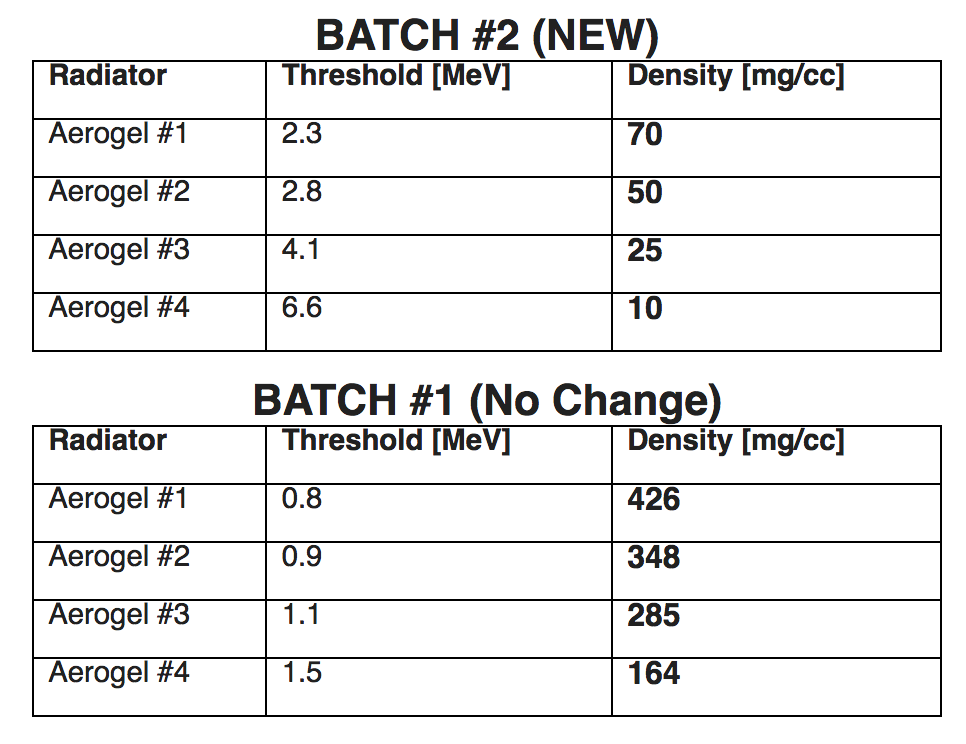 BATCH #2 (NEW)
Radiator Threshold [MeV] Density [mg/cc]
Aerogel #1 2.3 70
Aerogel #2 2.8 50
Aerogel #3 4.1 25
Aerogel #4 6.6 10
BATCH #1 (No Change)
Radiator Threshold [MeV] Density [mg/cc]
Aerogel #1 0.8 426
Aerogel #2 0.9 348
Aerogel #3 1.1 285
Aerogel #4 1.5 164